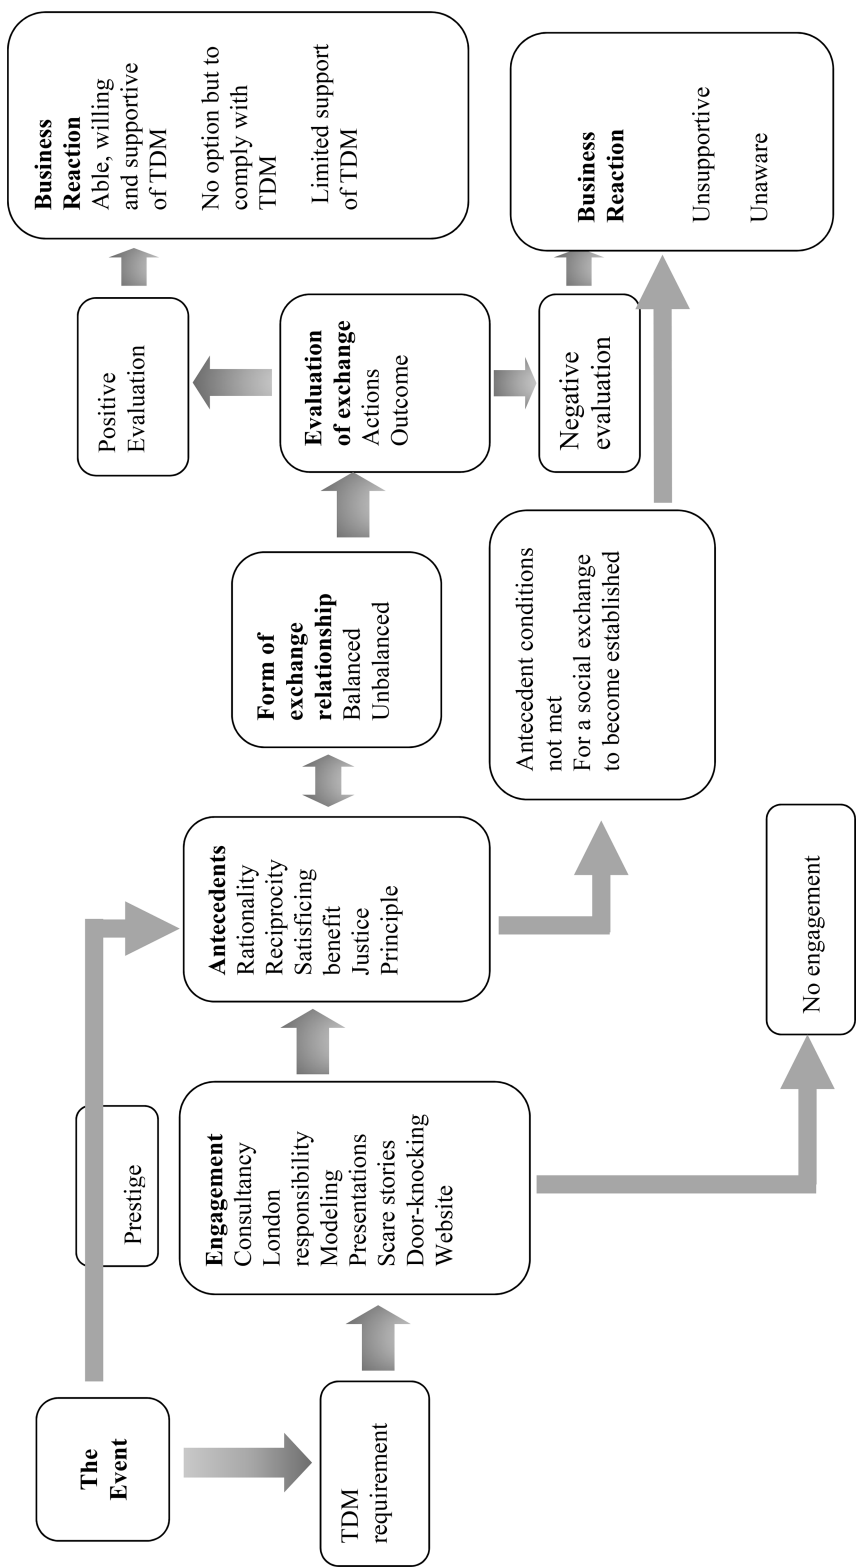 The
Event
TDM
requirement
Prestige
Engagement
Consultancy
London
responsibility
Modeling
Presentations
Scare stories
Door-knocking
Website
No engagement
Antecedents
Rationality
Reciprocity
Satisficing
benefit
Justice
Principle
Antecedent conditions
not met
For a social exchange
to become established
Form of
exchange
relationship
Balanced
Unbalanced
Evaluation
of exchange
Actions
Outcome
Positive
Evaluation
Negative
evaluation
Business
Reaction
Able, willing
and supportive
of TDM
No option but to
comply with
TDM
Limited support
of TDM
Business
Reaction
Unsupportive
Unaware